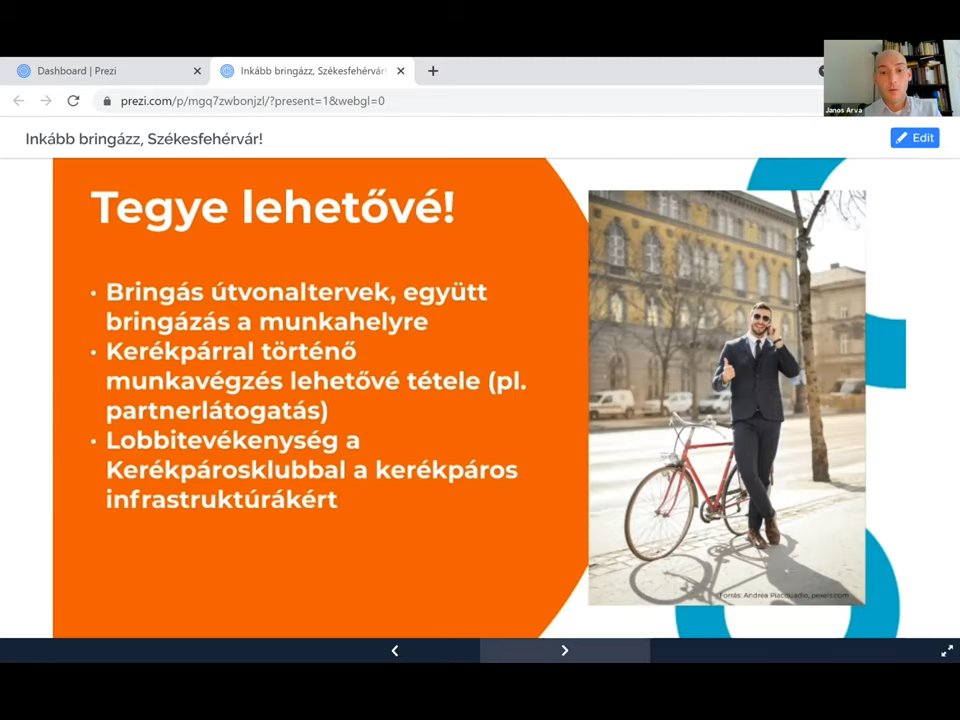 Dashboard | Prezi
Inkább bringázz, Székesfehérvár!
prezi.com/p/mgq7zwbonjzl/?present=1&webgl=0
Janos Arva
Inkább bringázz, Székesfehérvár!
Edit
Tegye lehetővé!
• Bringás útvonaltervek, együtt
bringázás a munkahelyre
• Kerékpárral történő
munkavégzés lehetővé tétele (pl.
partnerlátogatás)
• Lobbitevékenység a
Kerékpárosklubbal a kerékpáros
infrastruktúrákért
Forrás: Andrea Piacquadio, pexels.com